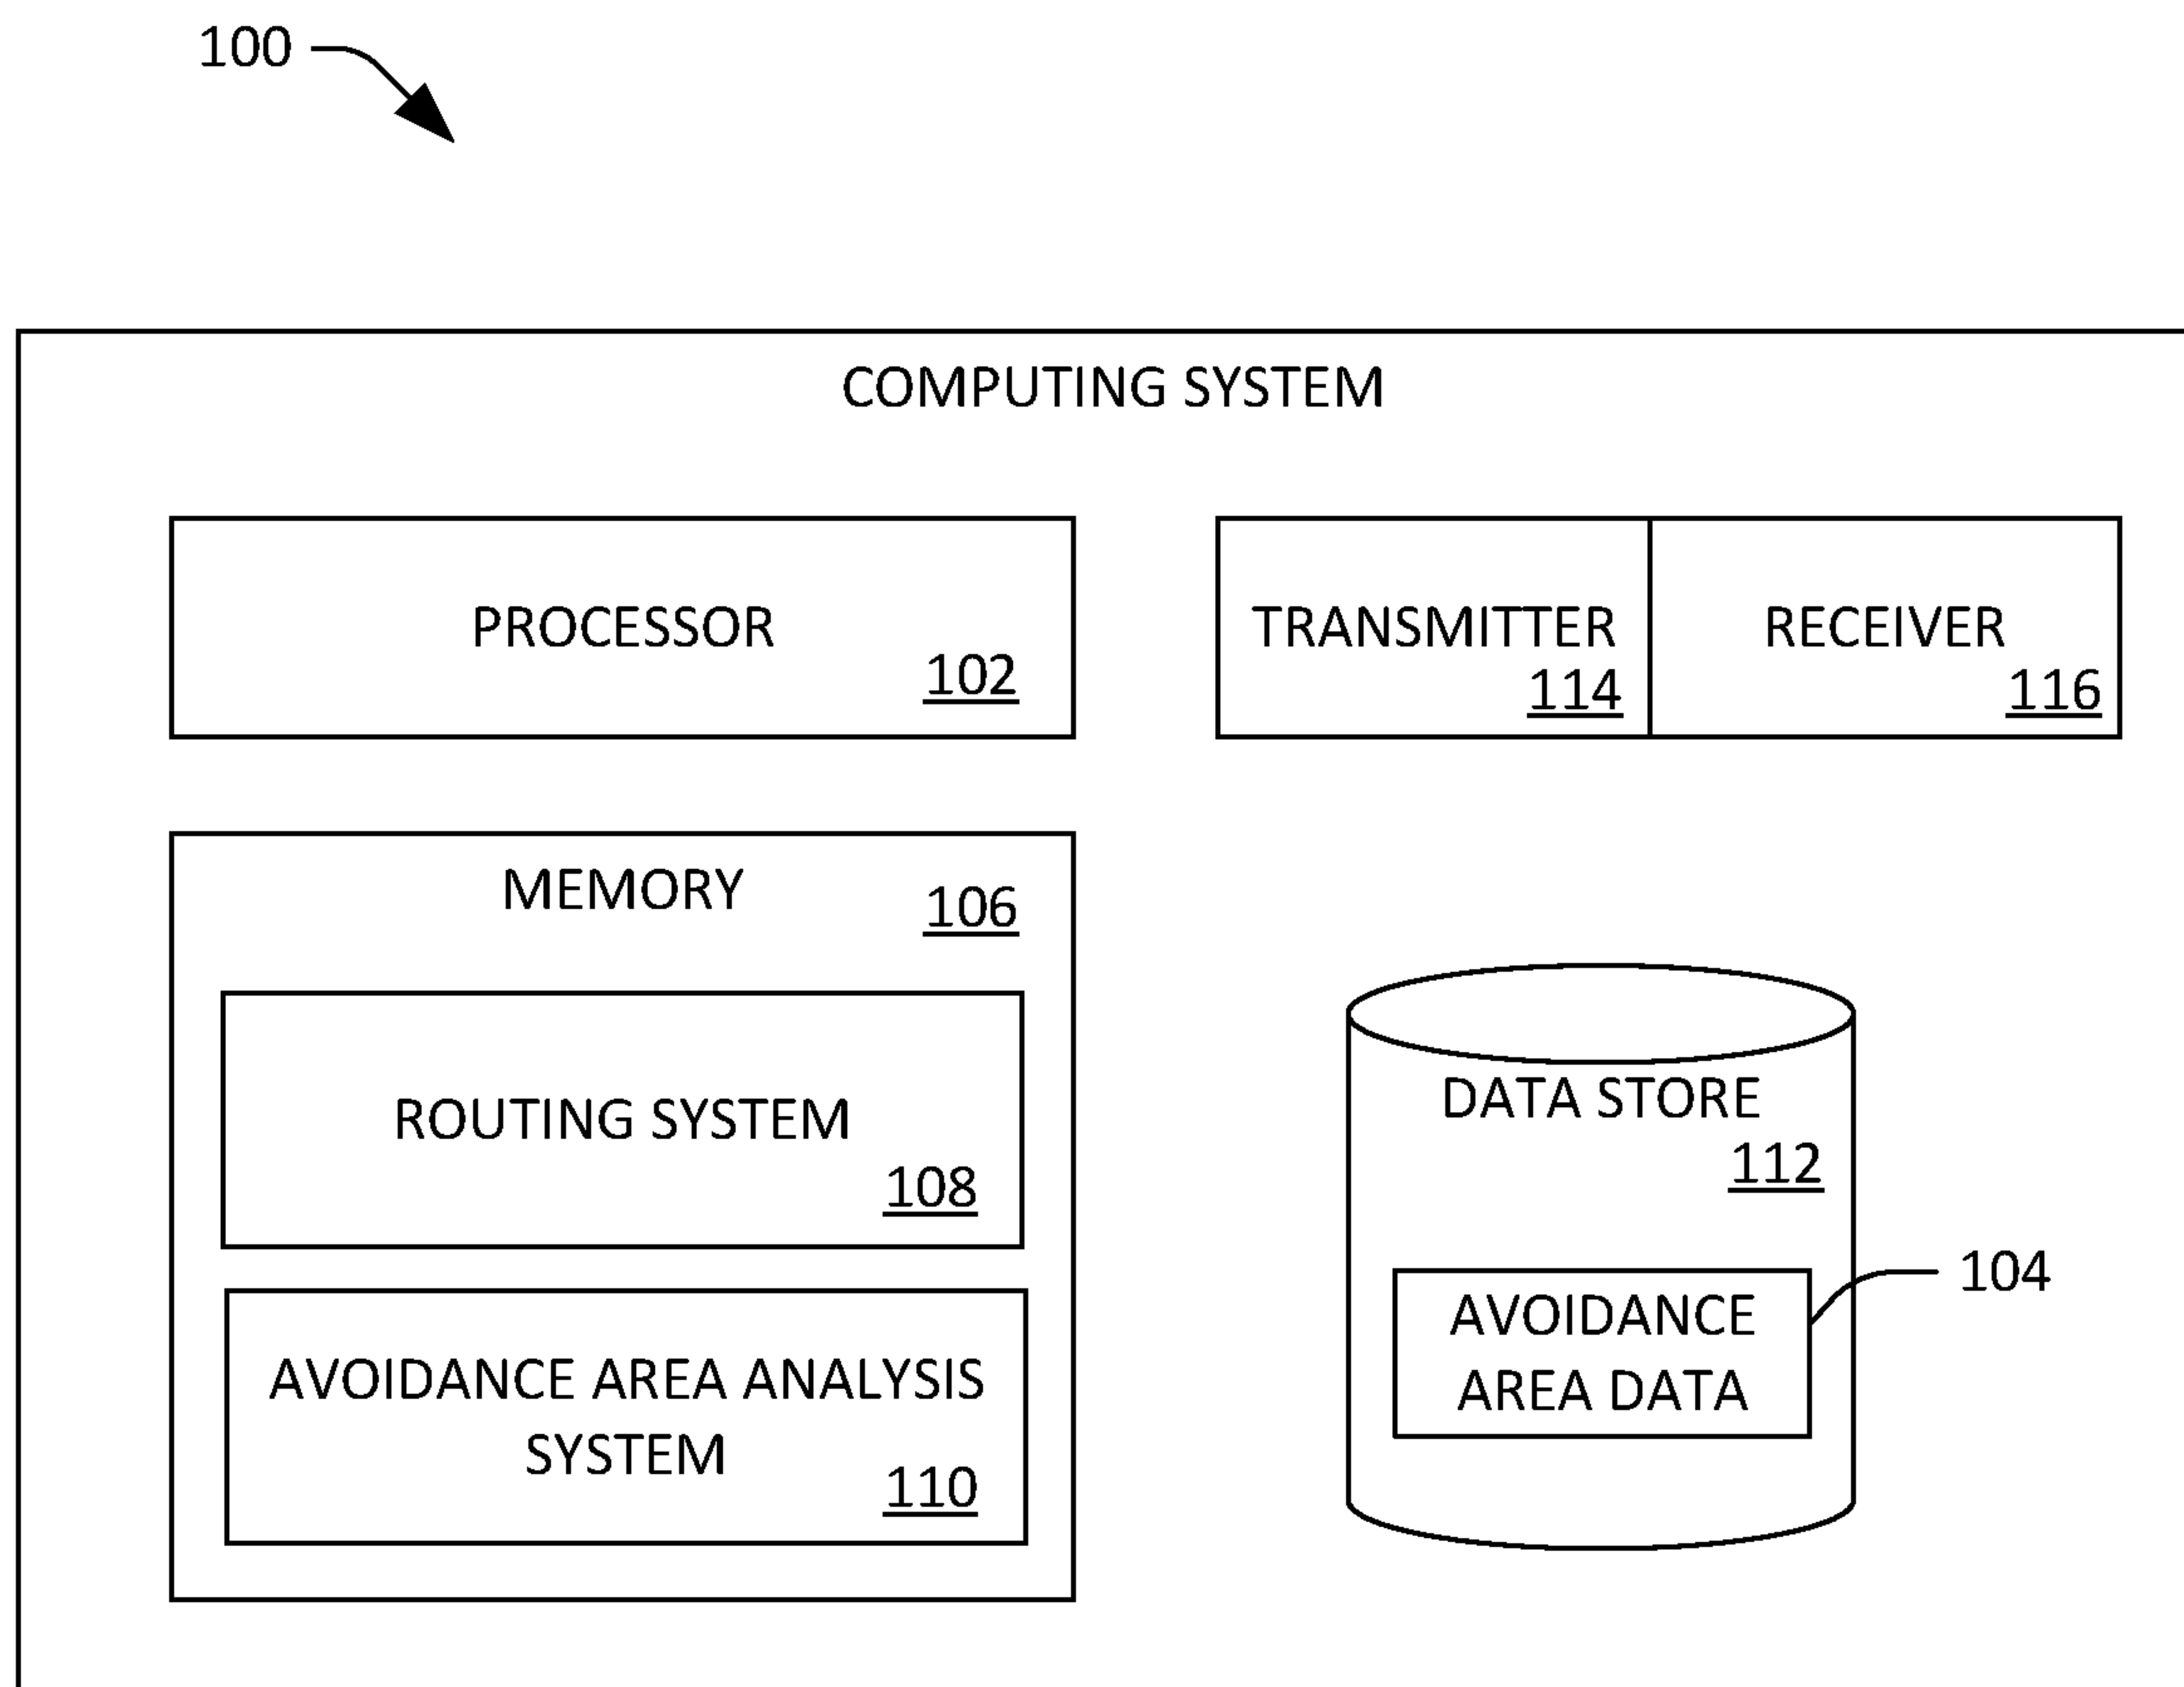 100
COMPUTING SYSTEM
PROCESSOR
102
TRANSMITTER
114
RECEIVER
116
MEMORY
106
ROUTING SYSTEM
108
AVOIDANCE AREA ANALYSIS
SYSTEM
110
DATA STORE
112
AVOIDANCE
AREA DATA
104